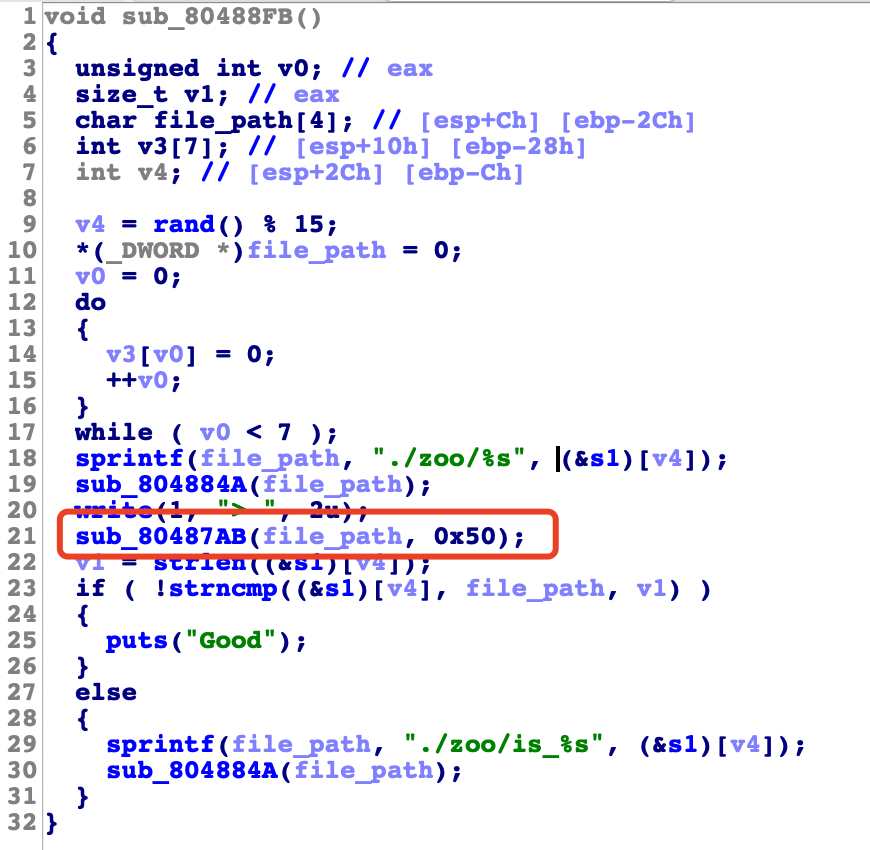 1 void sub_80488FB()
2 {
3 unsigned int v0; // eax
4 size_t v1; // eax
5 char file_path[4]; // [esp+Ch] [ebp-2Ch]
6 int v3[7]; // [esp+10h] [ebp-28h]
7 int v4; // [esp+2Ch] [ebp-Ch]
8
9 v4 = rand() % 15;
10 *(_DWORD *)file_path = 0;
11 v0 = 0;
12 do
13 {
14 v3[v0] = 0;
15 ++v0;
16 }
17 while ( v0 < 7 );
18 sprintf(file_path, "./zoo/%s", (&s1)[v4]);
19 sub_804884A(file_path);
20 write(1, "> ", 2u);
21 sub_80487AB(file_path, 0x50);
22 v1 = strlen((&s1)[v4]);
23 if ( !strncmp((&s1)[v4], file_path, v1) )
24 {
25 puts("Good");
26 }
27 else
28 {
29 sprintf(file_path, "./zoo/is_%s", (&s1)[v4]);
30 sub_804884A(file_path);
31 }
32 }